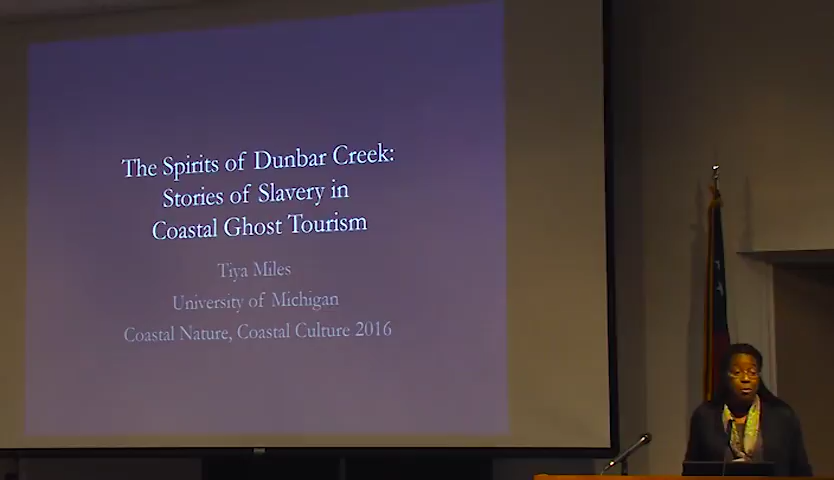 The Spirits of Dunbar Creek:
Stories of Slavery in
Coastal Ghost Tourism
Tiya Miles
University of Michigan
Coastal Nature, Coastal Culture 2016